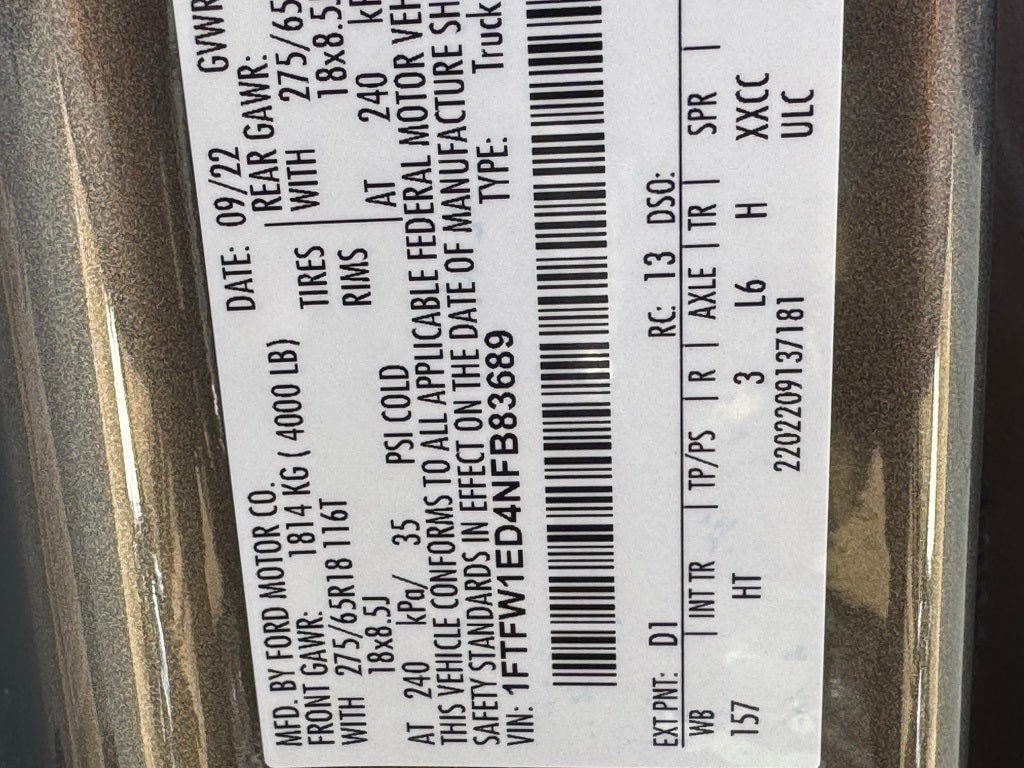 MFD. BY FORD MOTOR CO. DATE: 09/22 GVWR
FRONT GAWR: 1814 KG ( 4000 LB) REAR GAWR:
WITH 275/65R18 116T TIRES WITH 275/65
18x8.5J RIMS 18x8.5J
AT 240 kPa/ 35 PSI COLD AT 240
THIS VEHICLE CONFORMS TO ALL APPLICABLE FEDERAL MOTOR VEH
SAFETY STANDARDS IN EFFECT ON THE DATE OF MANUFACTURE SH
VIN: 1FTFW1ED4NFB83689 TYPE: Truck
EXT PNT: D1 RC: 13 DSO:
WB | INT TR | TP/PS | R | AXLE | TR | SPR |
157 HT 3 L6 H XXCC
2202209137181 ULC